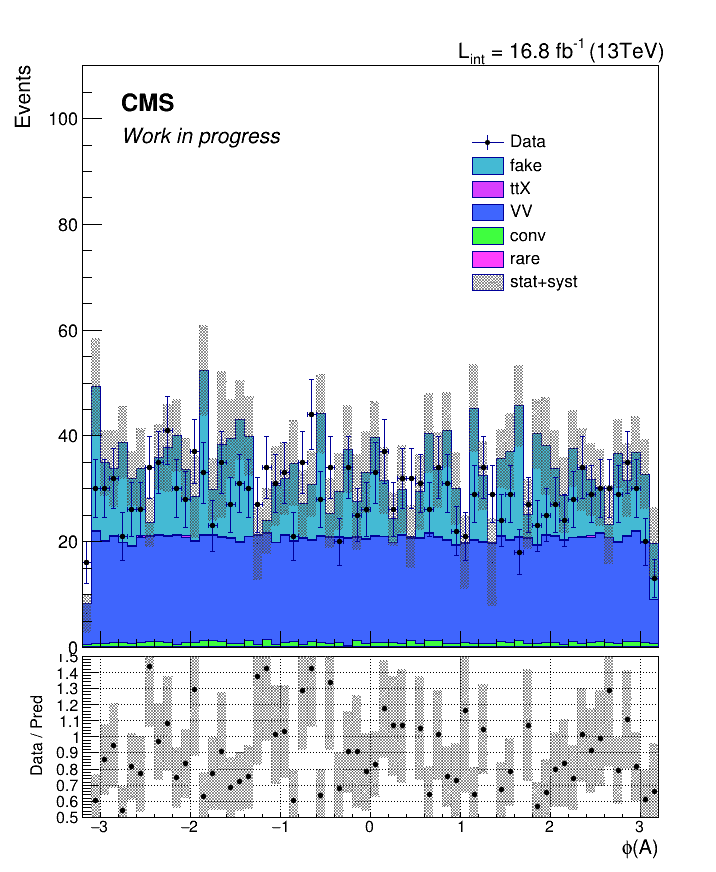 L_int = 16.8 fb^-1 (13TeV)
Events
CMS
Work in progress
Data
fake
ttX
VV
conv
rare
stat+syst
100
80
60
40
20
0
Data / Pred
1.5
1.4
1.3
1.2
1.1
1
0.9
0.8
0.7
0.6
0.5
−3 −2 −1 0 1 2 3
ϕ(A)